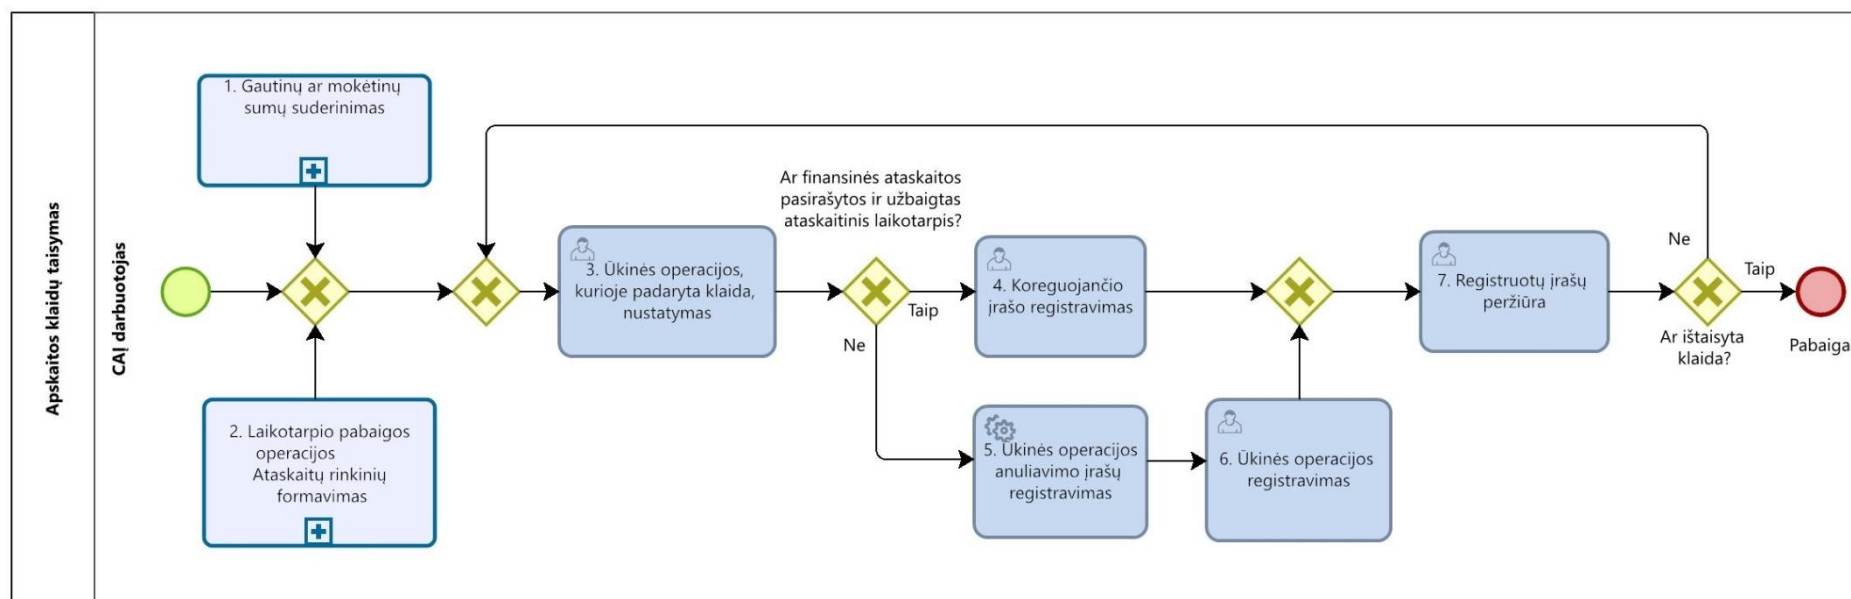 Apskaitos klaidų taisymas
CAĮ darbuotojas
1. Gautinų ar mokėtinų
sumų suderinimas
2. Laikotarpio pabaigos
operacijos
Ataskaitų rinkinių
formavimas
3. Ūkinės operacijos,
kurioje padaryta klaida,
nustatymas
Ar finansinės ataskaitos
pasirašytos ir užbaigtas
ataskaitinis laikotarpis?
Taip
Ne
4. Koreguojančio
įrašo registravimas
5. Ūkinės operacijos
anuliavimo įrašų
registravimas
6. Ūkinės operacijos
registravimas
7. Registruotų įrašų
peržiūra
Ne
Taip
Ar ištaisyta
klaida?
Pabaiga